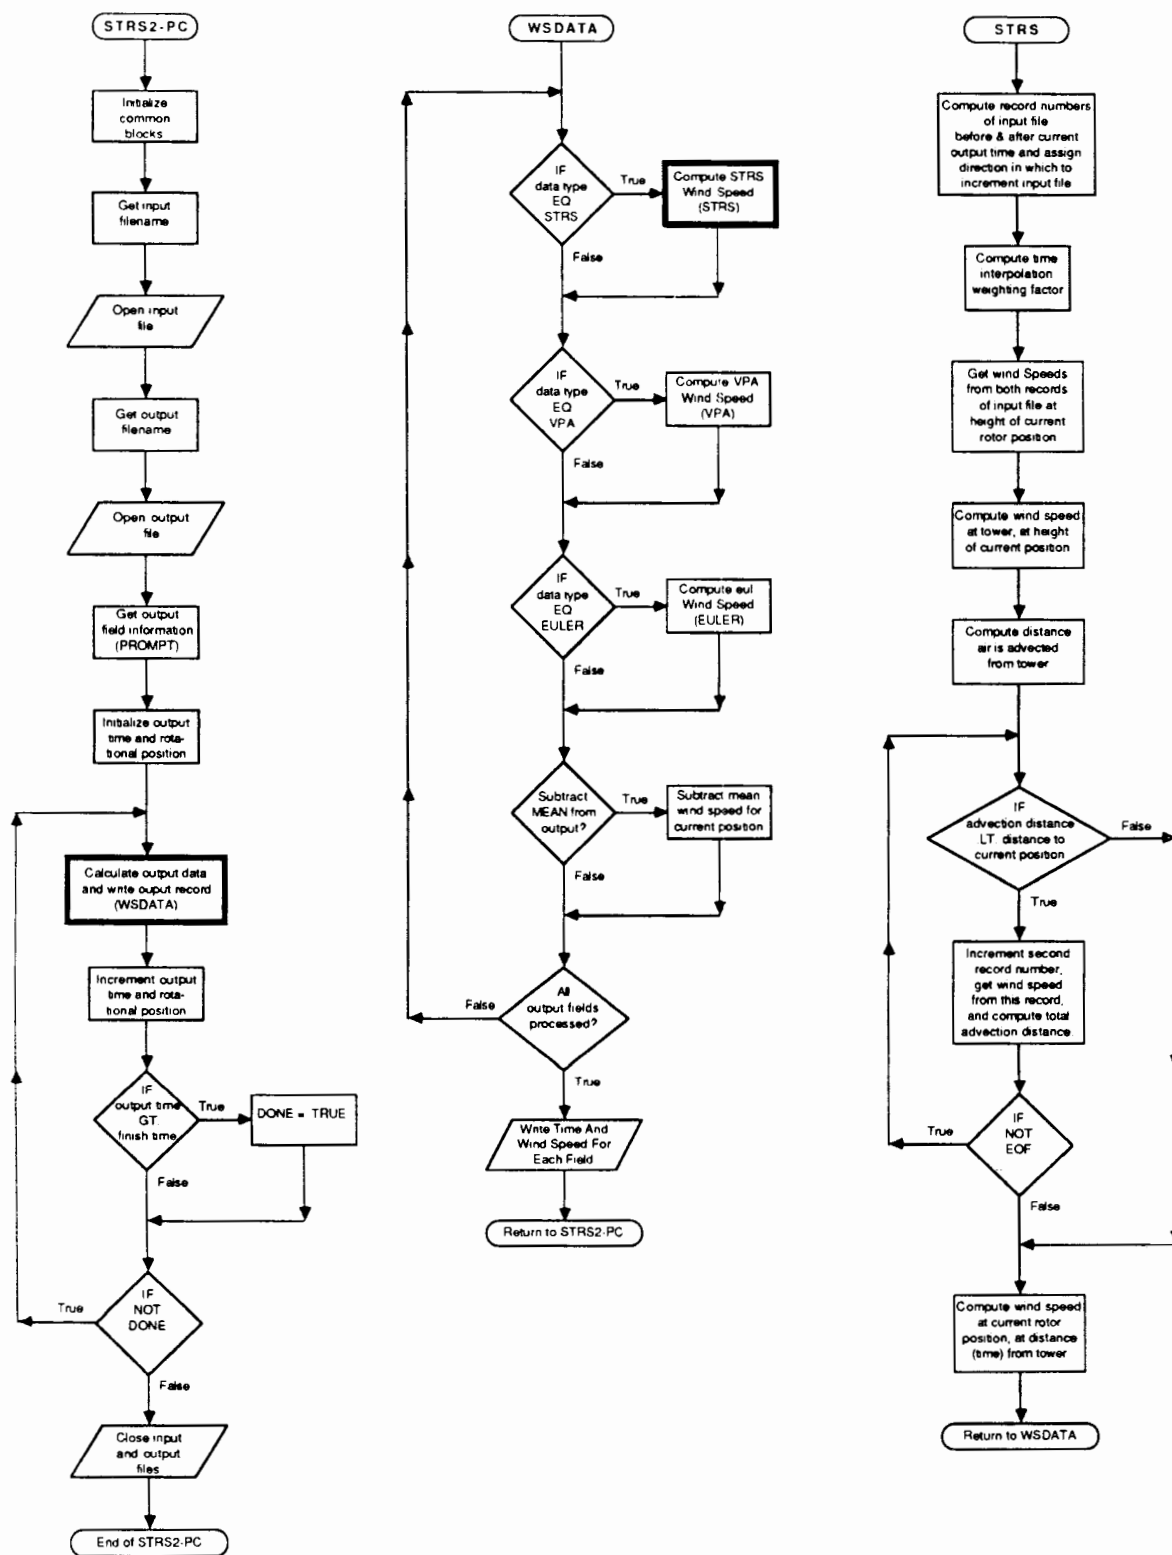 STRS2-PC
Initialize
common
blocks
Get input
filename
Open input
file
Get output
filename
Open output
file
Get output
field information
(PROMPT)
Initialize output
time and rota-
tional position
Calculate output data
and write ouput record
(WSDATA)
Increment output
time and rota-
tional position
IF
output time
GT.
finish time
True
DONE = TRUE
False
IF
NOT
DONE
True
False
Close input
and output
files
End of STRS2-PC
WSDATA
IF
data type
EQ
STRS
True
Compute STRS
Wind Speed
(STRS)
False
IF
data type
EQ
VPA
True
Compute VPA
Wind Speed
(VPA)
False
IF
data type
EQ
EULER
True
Compute eul
Wind Speed
(EULER)
False
Subtract
MEAN from
output?
True
Subtract mean
wind speed for
current position
False
All
output fields
processed?
False
True
Write Time And
Wind Speed For
Each Field
Return to STRS2-PC
STRS
Compute record numbers
of input file
before & after current
output time and assign
direction in which to
increment input file
Compute time
interpolation
weighting factor
Get wind Speeds
from both records
of input file at
height of current
rotor position
Compute wind speed
at tower, at height
of current position
Compute distance
air is advected
from tower
IF
advection distance
.LT. distance to
current position
False
True
Increment second
record number,
get wind speed
from this record,
and compute total
advection distance.
IF
NOT
EOF
True
False
Compute wind speed
at current rotor
position, at distance
(time) from tower
Return to WSDATA